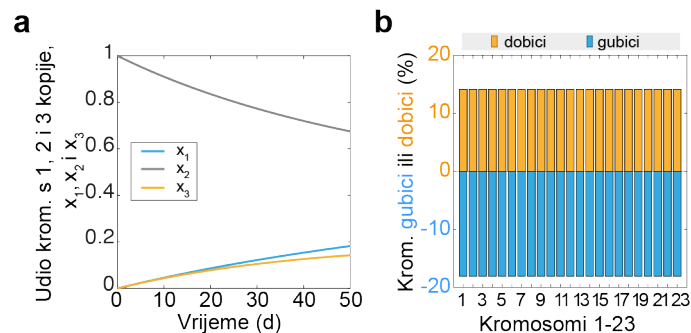 a
Udio krom. s 1, 2 i 3 kopije,
x1, x2 i x3
1
0.8
0.6
0.4
0.2
0
x1
x2
x3
0 10 20 30 40 50
Vrijeme (d)
b
dobici gubici
Krom. gubici ili dobici (%)
20
10
0
-10
-20
1 3 5 7 9 11 13 15 17 19 21 23
Kromosomi 1-23